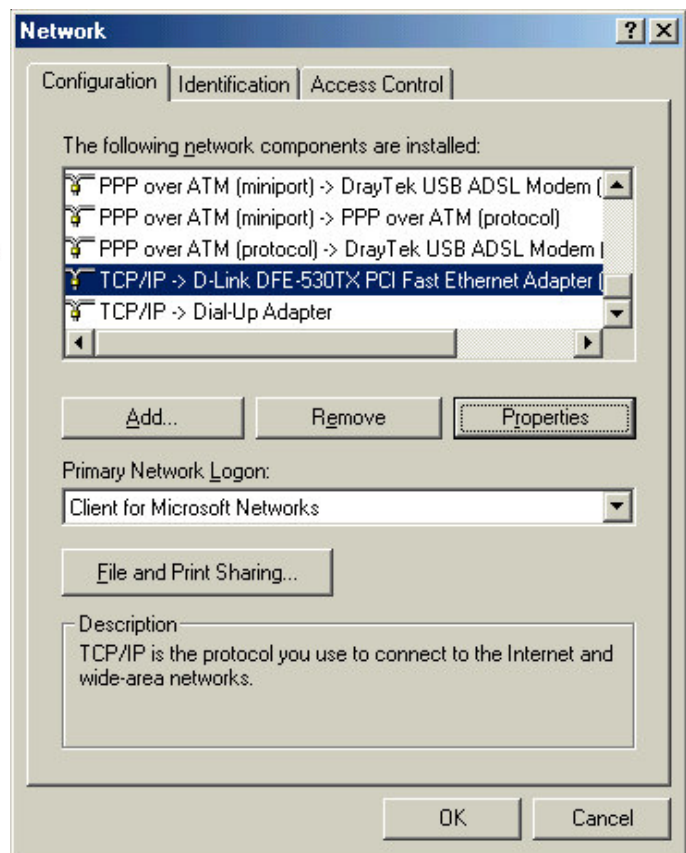 Network
Configuration Identification Access Control
The following network components are installed:
PPP over ATM (miniport) -> DrayTek USB ADSL Modem (
PPP over ATM (miniport) -> PPP over ATM (protocol)
PPP over ATM (protocol) -> DrayTek USB ADSL Modem
TCP/IP -> D-Link DFE-530TX PCI Fast Ethernet Adapter (
TCP/IP -> Dial-Up Adapter
Add... Remove Properties
Primary Network Logon:
Client for Microsoft Networks
File and Print Sharing...
Description
TCP/IP is the protocol you use to connect to the Internet and
wide-area networks.
OK Cancel